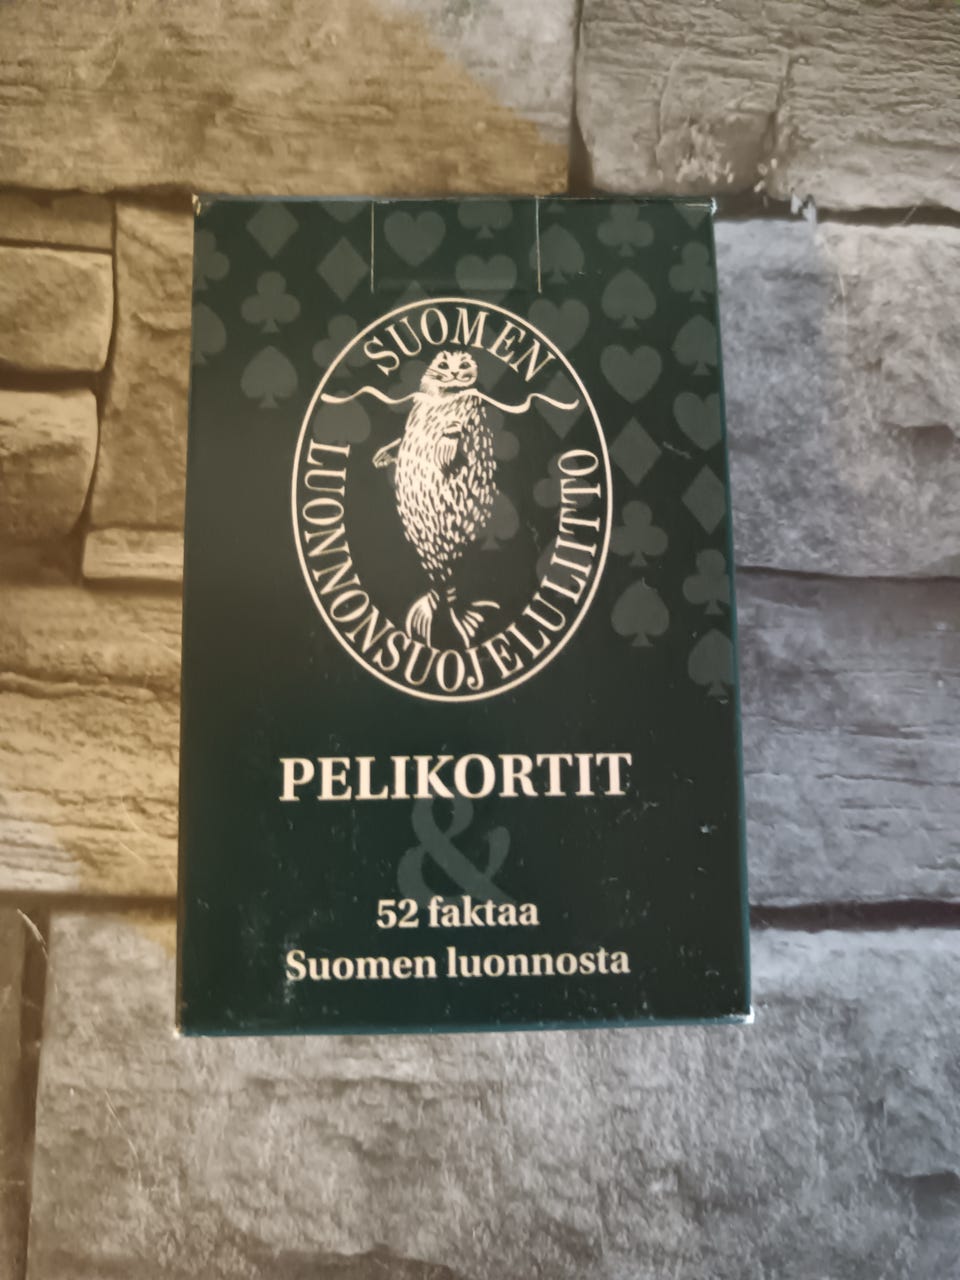 SUOMEN
LUONNONSUOJELULIITTO
PELIKORTIT
&
52 faktaa
Suomen luonnosta